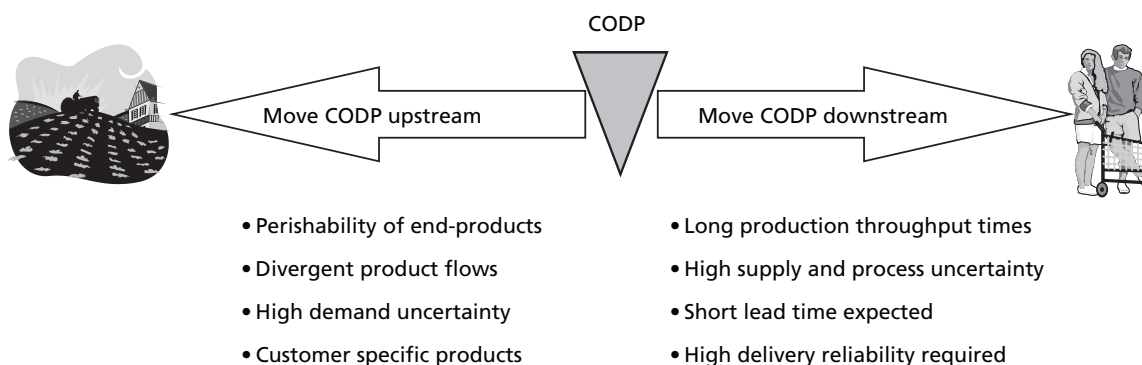 CODP
Move CODP upstream
Move CODP downstream
• Perishability of end-products
• Divergent product flows
• High demand uncertainty
• Customer specific products
• Long production throughput times
• High supply and process uncertainty
• Short lead time expected
• High delivery reliability required